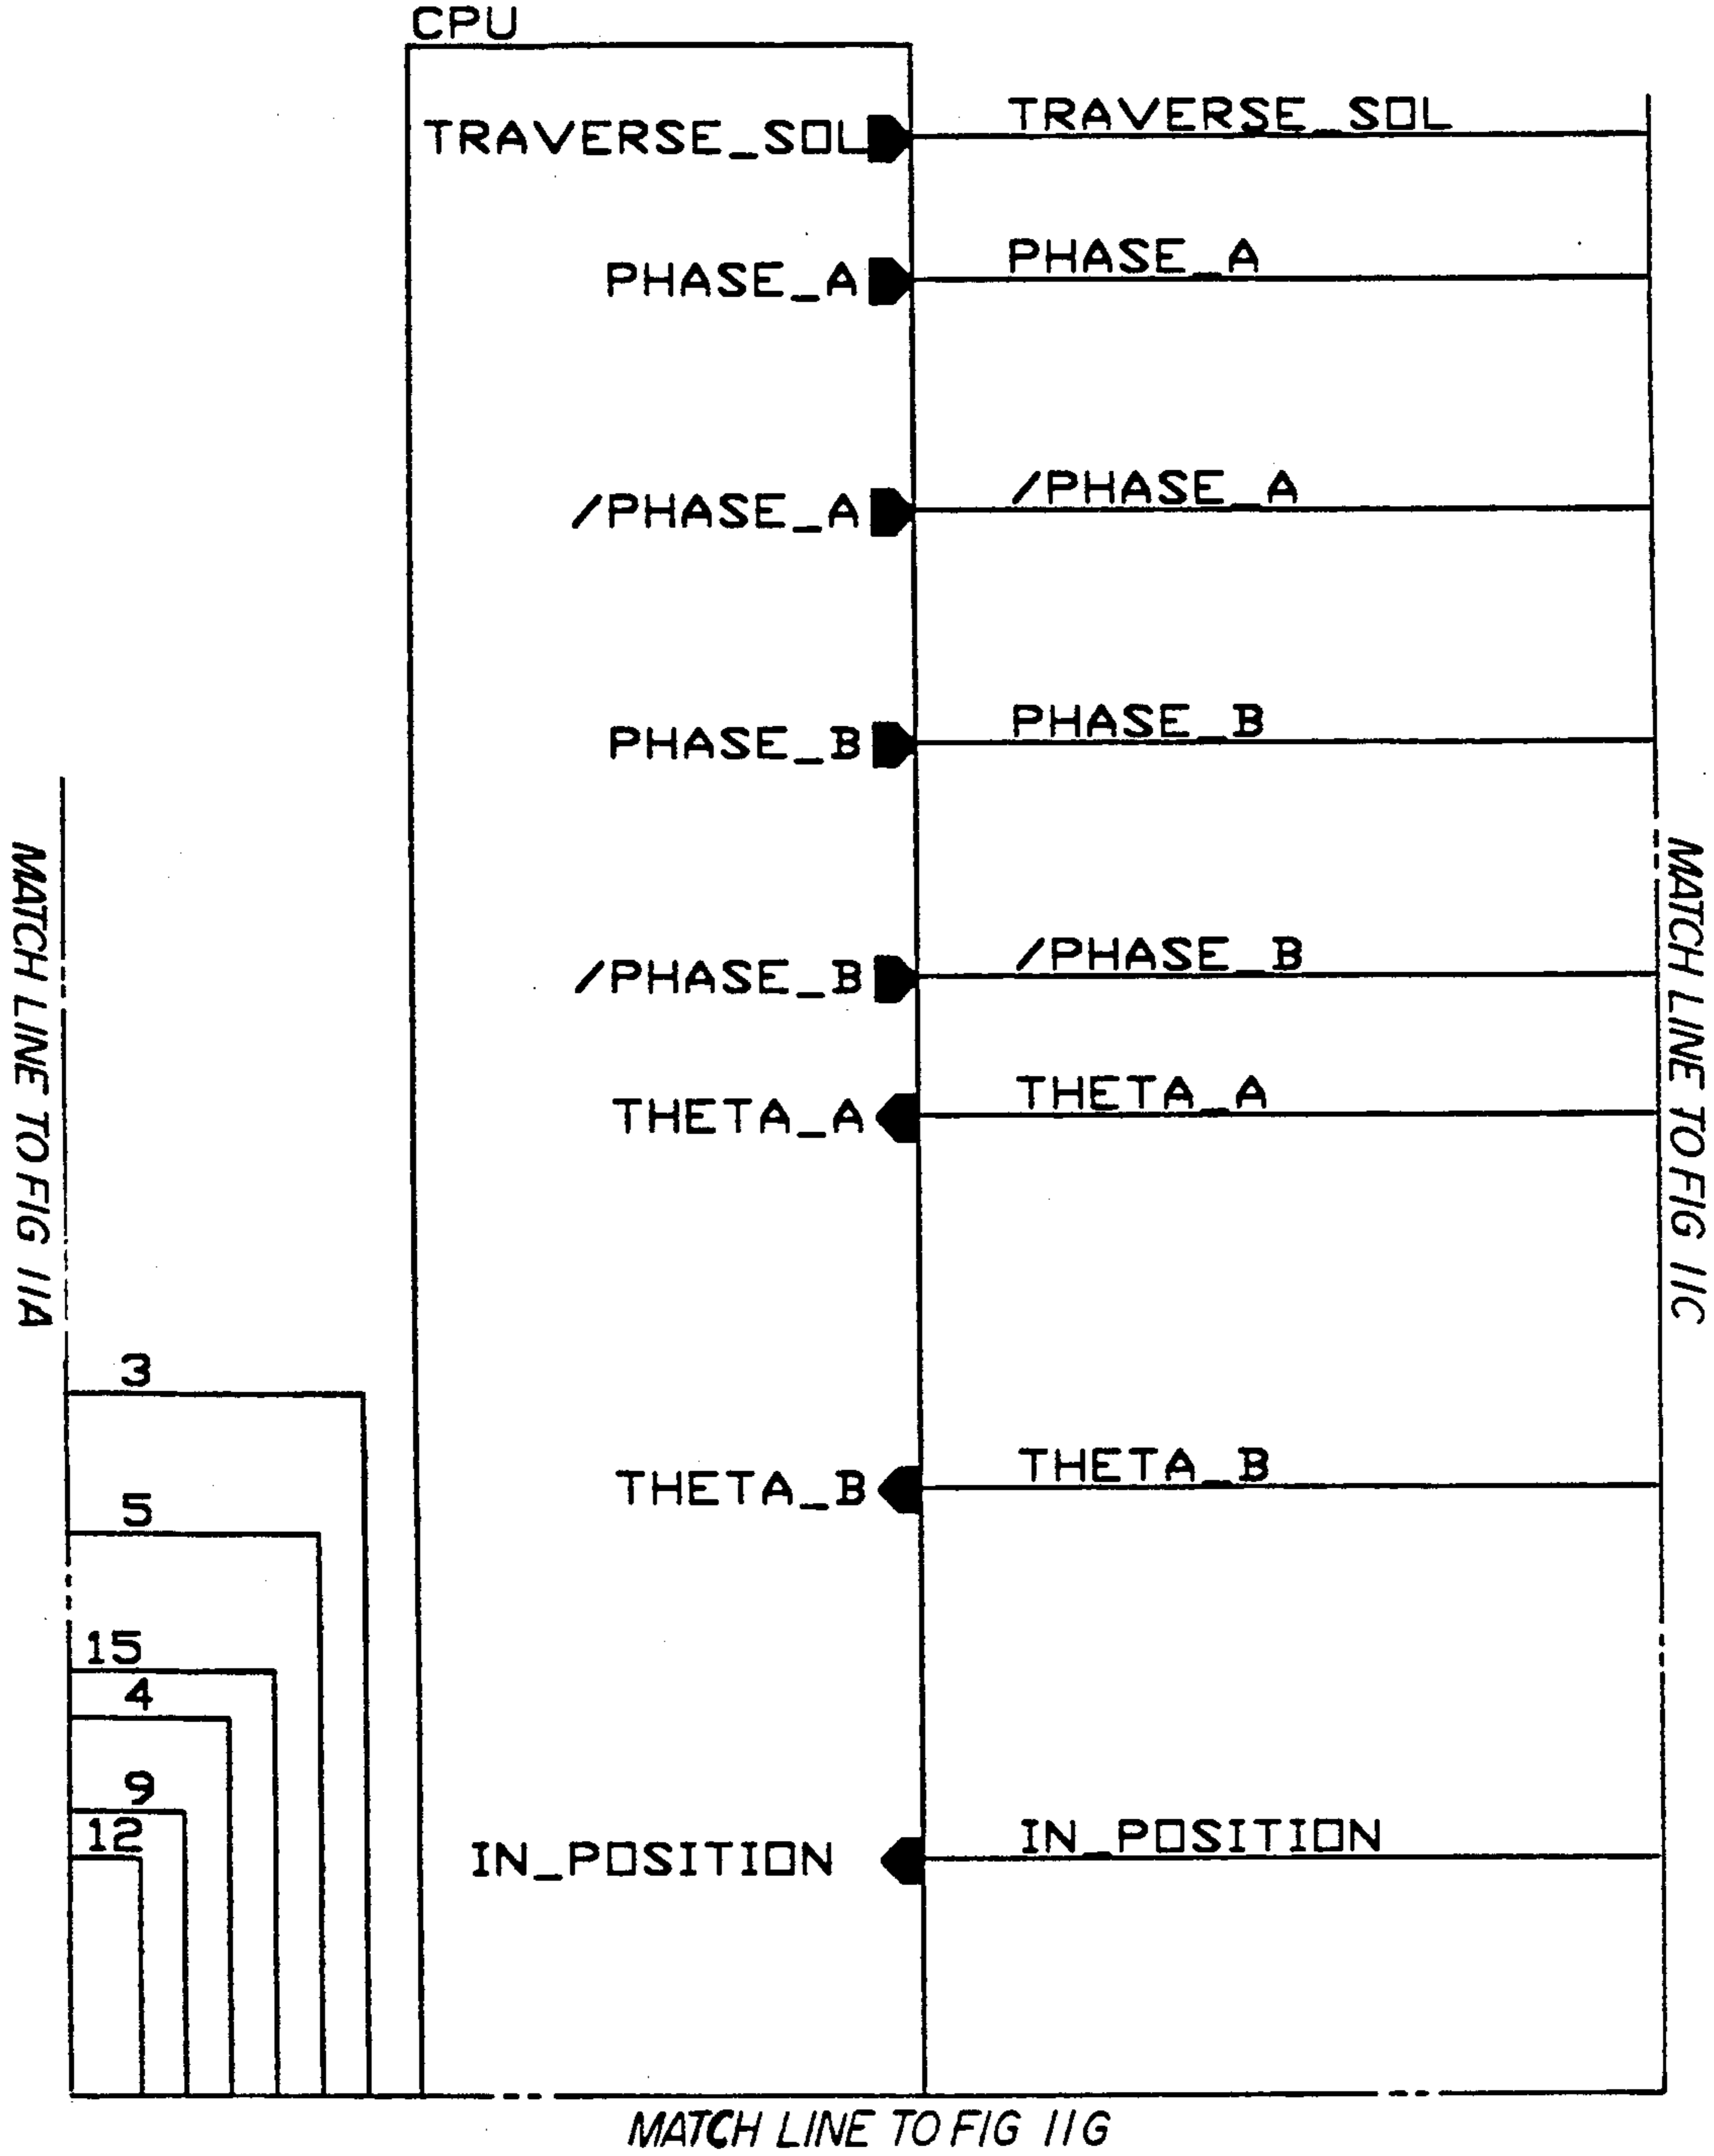 CPU
TRAVERSE_SOL
TRAVERSE_SOL
PHASE_A
PHASE_A
/PHASE_A
/PHASE_A
PHASE_B
PHASE_B
/PHASE_B
/PHASE_B
THETA_A
THETA_A
THETA_B
THETA_B
IN_POSITION
IN_POSITION
3
5
15
4
9
12
MATCH LINE TO FIG 11A
MATCH LINE TO FIG 11C
MATCH LINE TO FIG 11G